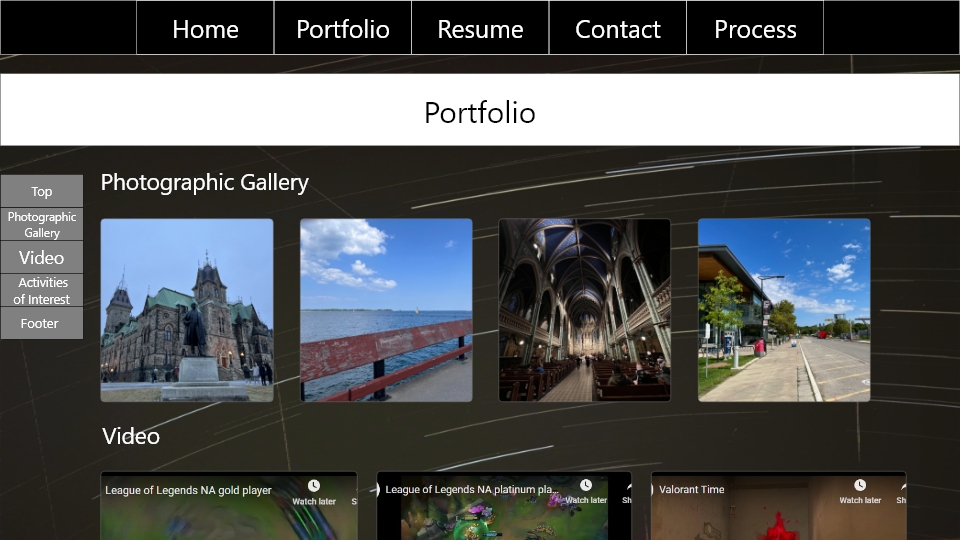 Home Portfolio Resume Contact Process
Portfolio
Top
Photographic
Gallery
Video
Activities
of Interest
Footer
Photographic Gallery
Video
League of Legends NA gold player
Watch later
S
League of Legends NA platinum pla...
Watch later
Sh
Valorant Time
Watch later
Sh